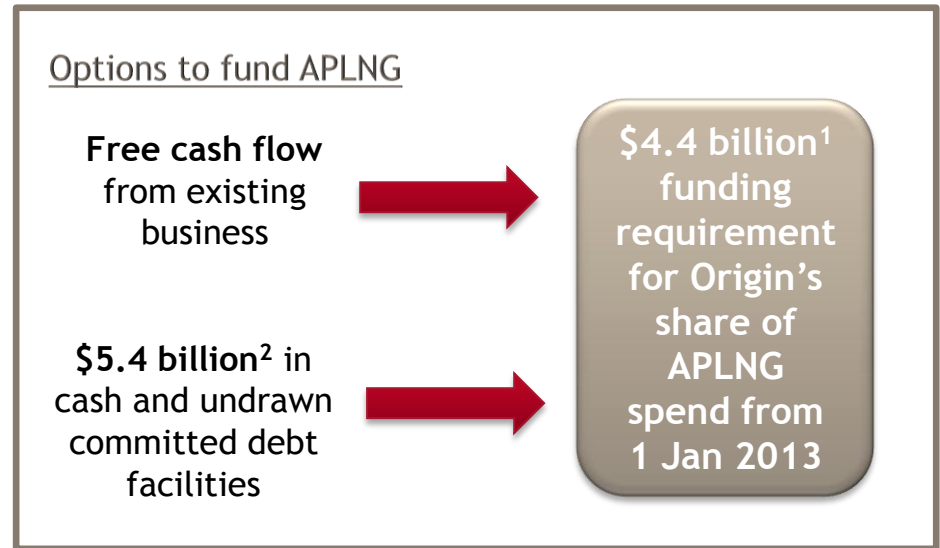 Options to fund APLNG
Free cash flow
from existing
business
$5.4 billion² in
cash and undrawn
committed debt
facilities
$4.4 billion¹
funding
requirement
for Origin’s
share of
APLNG
spend from
1 Jan 2013